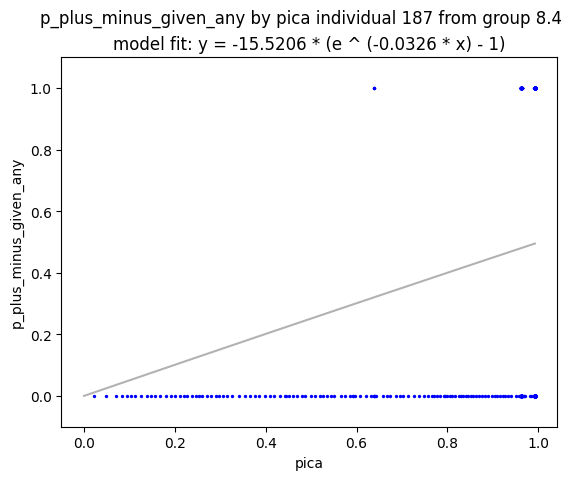 p_plus_minus_given_any by pica individual 187 from group 8.4
model fit: y = -15.5206 * (e ^ (-0.0326 * x) - 1)
1.0
0.8
0.6
0.4
0.2
0.0
p_plus_minus_given_any
0.0 0.2 0.4 0.6 0.8 1.0
pica